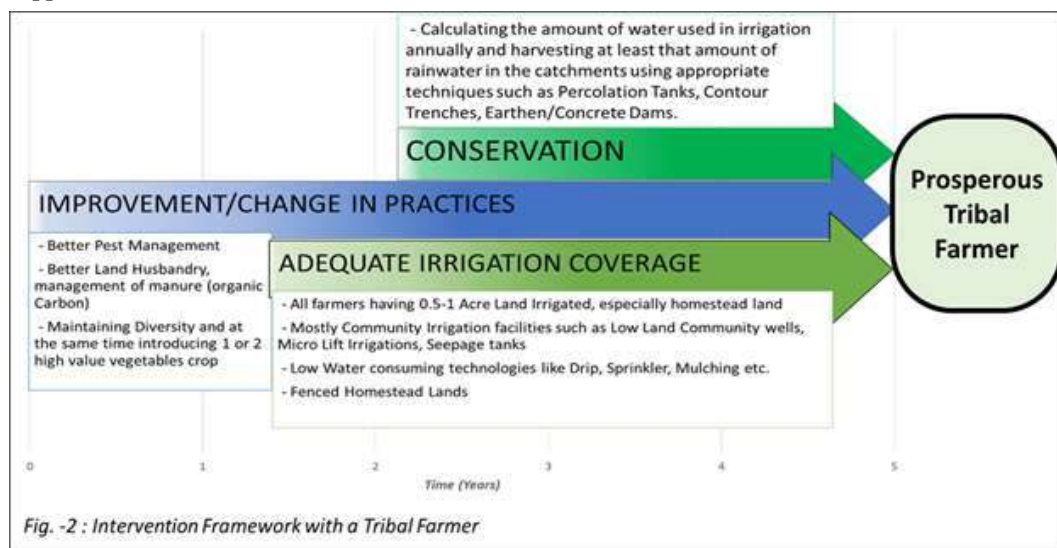 - Calculating the amount of water used in irrigation
annually and harvesting at least that amount of
rainwater in the catchments using appropriate
techniques such as Percolation Tanks, Contour
Trenches, Earthen/Concrete Dams.
CONSERVATION
IMPROVEMENT/CHANGE IN PRACTICES
- Better Pest Management
- Better Land Husbandry,
management of manure (organic
Carbon)
- Maintaining Diversity and at
the same time introducing 1 or 2
high value vegetables crop
ADEQUATE IRRIGATION COVERAGE
- All farmers having 0.5-1 Acre Land Irrigated, especially homestead land
- Mostly Community Irrigation facilities such as Low Land Community wells,
Micro Lift Irrigations, Seepage tanks
- Low Water consuming technologies like Drip, Sprinkler, Mulching etc.
- Fenced Homestead Lands
Prosperous
Tribal
Farmer
0 1 2 3 4 5
Time (Years)
Fig. -2 : Intervention Framework with a Tribal Farmer